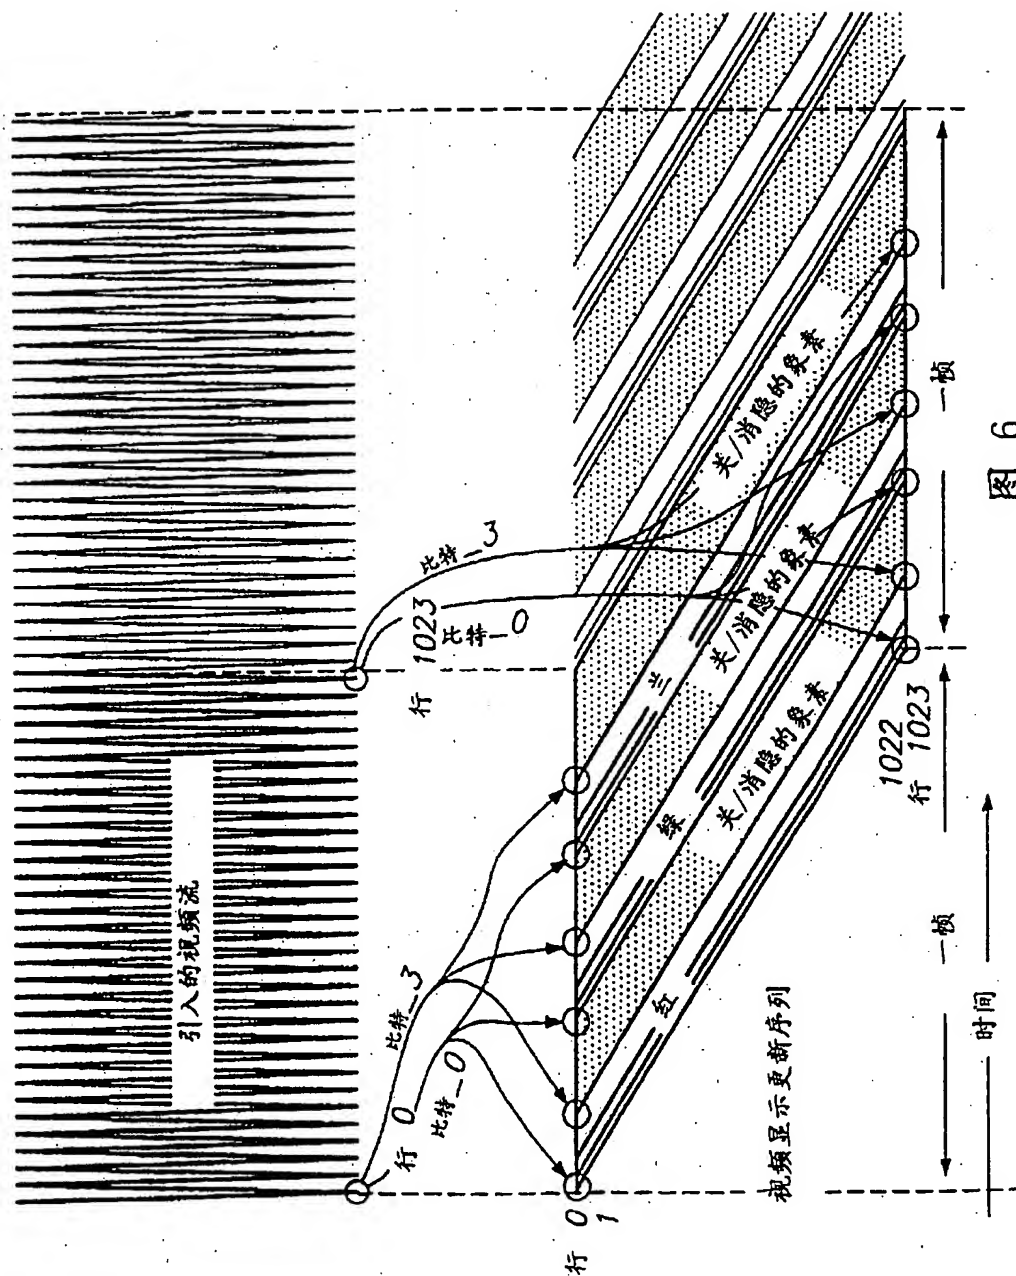 引入的视频流
行 0
比特_3
比特_0
行 1023
比特_3
比特_0
行 0
1
红
绿
兰
关/消隐的象素
关/消隐的象素
关/消隐的象素
1022
行 1023
视频显示更新序列
一帧
一帧
时间
图 6